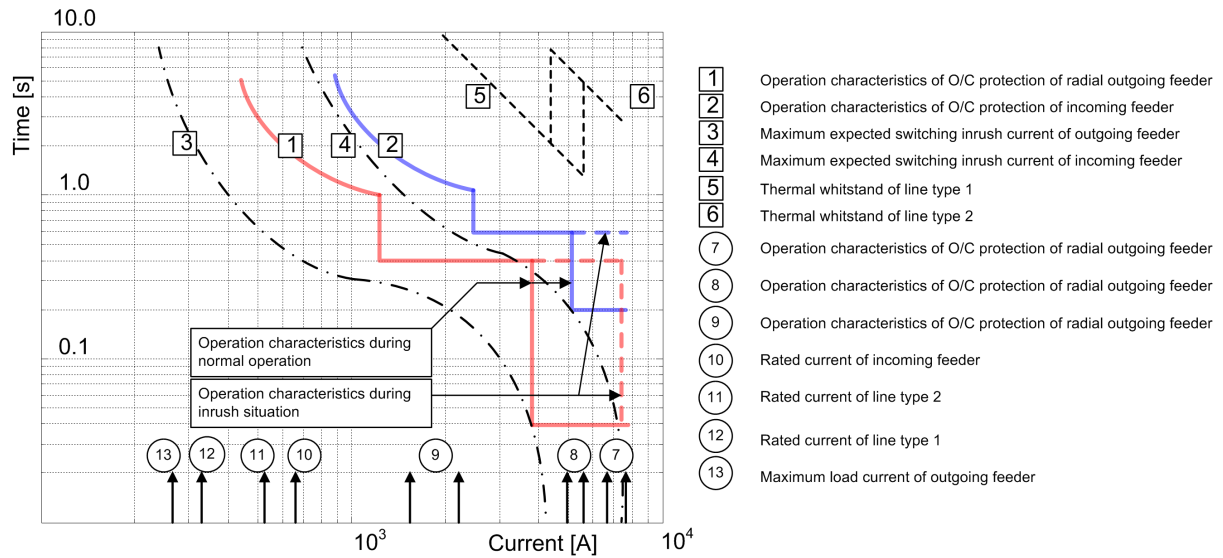 10.0
Time [s]
1.0
0.1
5
6
3
1
4
2
Operation characteristics during
normal operation
Operation characteristics during
inrush situation
13
12
11
10
9
8
7
10³
Current [A]
10⁴
1 Operation characteristics of O/C protection of radial outgoing feeder
2 Operation characteristics of O/C protection of incoming feeder
3 Maximum expected switching inrush current of outgoing feeder
4 Maximum expected switching inrush current of incoming feeder
5 Thermal whitstand of line type 1
6 Thermal whitstand of line type 2
7 Operation characteristics of O/C protection of radial outgoing feeder
8 Operation characteristics of O/C protection of radial outgoing feeder
9 Operation characteristics of O/C protection of radial outgoing feeder
10 Rated current of incoming feeder
11 Rated current of line type 2
12 Rated current of line type 1
13 Maximum load current of outgoing feeder